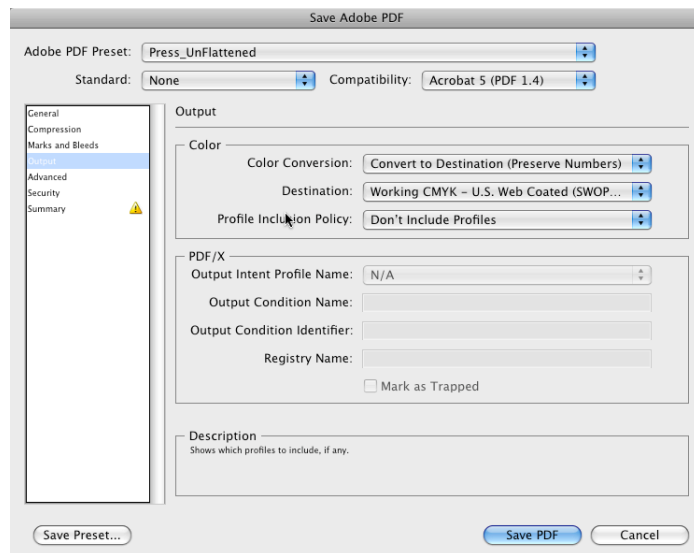 Save Adobe PDF
Adobe PDF Preset: Press_UnFlattened
Standard: None Compatibility: Acrobat 5 (PDF 1.4)
General
Compression
Marks and Bleeds
Output
Advanced
Security
Summary
Output
Color
Color Conversion: Convert to Destination (Preserve Numbers)
Destination: Working CMYK – U.S. Web Coated (SWOP...
Profile Inclusion Policy: Don't Include Profiles
PDF/X
Output Intent Profile Name: N/A
Output Condition Name:
Output Condition Identifier:
Registry Name:
Mark as Trapped
Description
Shows which profiles to include, if any.
Save Preset... Save PDF Cancel